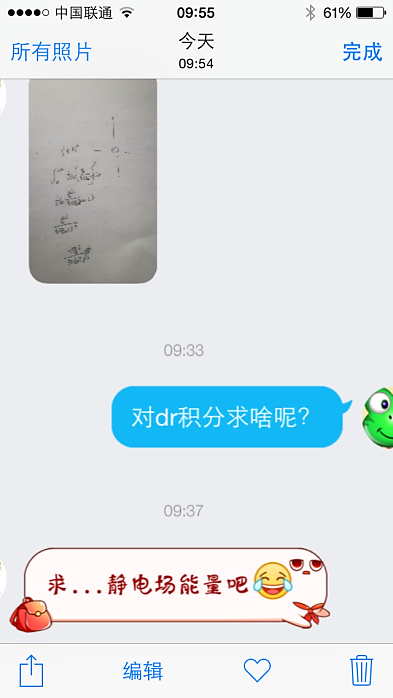 中国联通
09:55
61%
所有照片
今天
09:54
完成
09:33
对dr积分求啥呢?
09:37
求...静电场能量吧
编辑